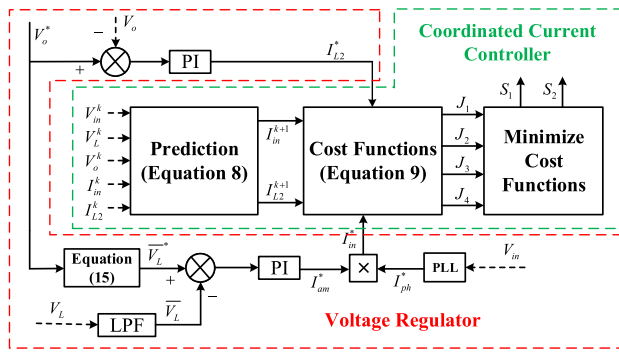 V_o^*
−
V_o
+
PI
I_{L2}^*
Coordinated Current
Controller
S_1
S_2
V_{in}^k
V_L^k
V_o^k
I_{in}^k
I_{L2}^k
Prediction
(Equation 8)
I_{in}^{k+1}
I_{L2}^{k+1}
Cost Functions
(Equation 9)
J_1
J_2
J_3
J_4
Minimize
Cost
Functions
I_{in}^*
Equation
(15)
\overline{V}_L^*
+
−
PI
I_{am}^*
×
I_{ph}^*
PLL
V_{in}
V_L
LPF
\overline{V}_L
Voltage Regulator